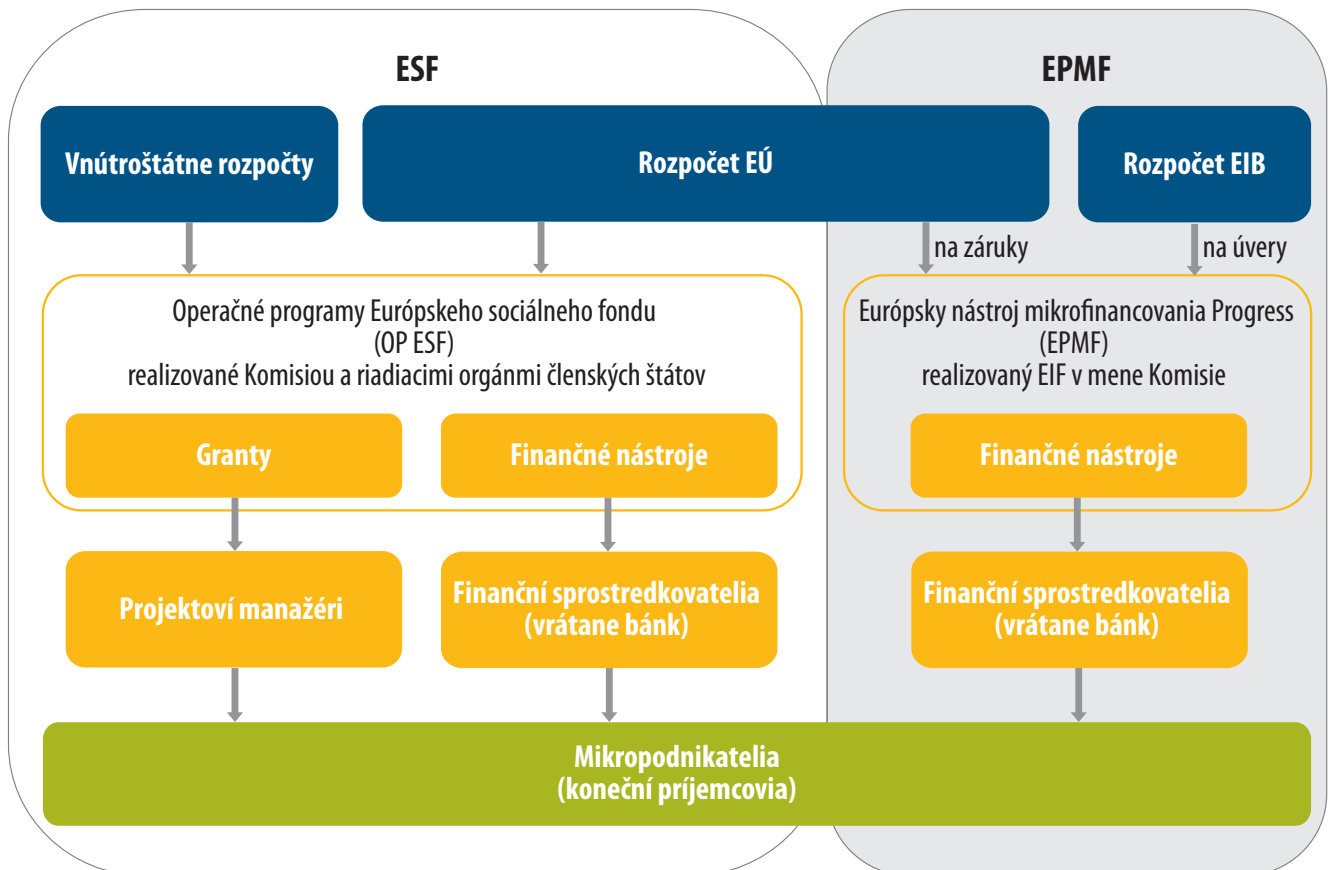 ESF
EPMF
Vnútroštátne rozpočty
Rozpočet EÚ
Rozpočet EIB
na záruky
na úvery
Operačné programy Európskeho sociálneho fondu
(OP ESF)
realizované Komisiou a riadiacimi orgánmi členských štátov
Európsky nástroj mikrofinancovania Progress
(EPMF)
realizovaný EIF v mene Komisie
Granty
Finančné nástroje
Finančné nástroje
Projektoví manažéri
Finanční sprostredkovatelia
(vrátane bánk)
Finanční sprostredkovatelia
(vrátane bánk)
Mikropodnikatelia
(koneční príjemcovia)